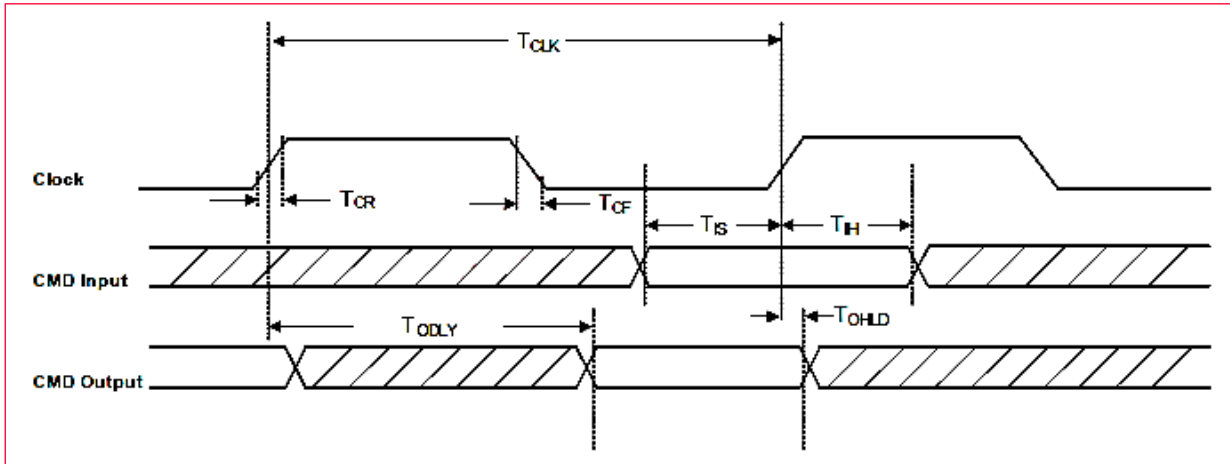 TCLK
Clock
TCR
TCF
TIS
TIH
CMD Input
TODLY
TOHLD
CMD Output